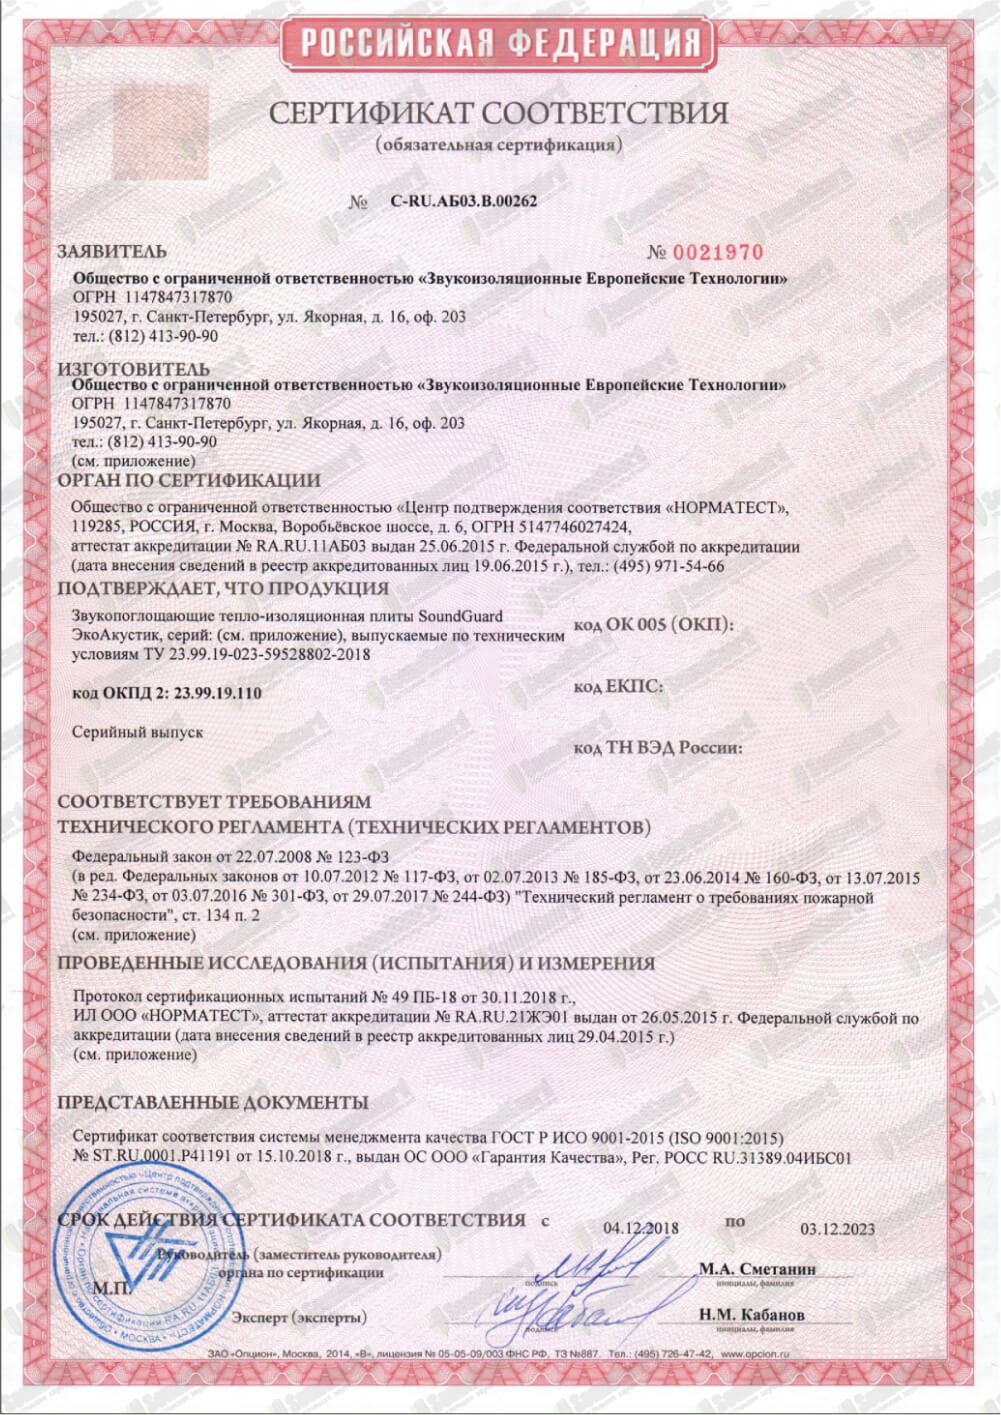 РОССИЙСКАЯ ФЕДЕРАЦИЯ
СЕРТИФИКАТ СООТВЕТСТВИЯ
(обязательная сертификация)
№ C-RU.АБ03.В.00262
ЗАЯВИТЕЛЬ
№ 0021970
Общество с ограниченной ответственностью «Звукоизоляционные Европейские Технологии»
ОГРН 1147847317870
195027, г. Санкт-Петербург, ул. Якорная, д. 16, оф. 203
тел.: (812) 413-90-90
ИЗГОТОВИТЕЛЬ
Общество с ограниченной ответственностью «Звукоизоляционные Европейские Технологии»
ОГРН 1147847317870
195027, г. Санкт-Петербург, ул. Якорная, д. 16, оф. 203
тел.: (812) 413-90-90
(см. приложение)
ОРГАН ПО СЕРТИФИКАЦИИ
Общество с ограниченной ответственностью «Центр подтверждения соответствия «НОРМАТЕСТ»,
119285, РОССИЯ, г. Москва, Воробьёвское шоссе, д. 6, ОГРН 5147746027424,
аттестат аккредитации № RA.RU.11АБ03 выдан 25.06.2015 г. Федеральной службой по аккредитации
(дата внесения сведений в реестр аккредитованных лиц 19.06.2015 г.), тел.: (495) 971-54-66
ПОДТВЕРЖДАЕТ, ЧТО ПРОДУКЦИЯ
Звукопоглощающие тепло-изоляционная плиты SoundGuard
ЭкоАкустик, серий: (см. приложение), выпускаемые по техническим
условиям ТУ 23.99.19-023-59528802-2018
код ОК 005 (ОКП):
код ОКПД 2: 23.99.19.110
код ЕКПС:
Серийный выпуск
код ТН ВЭД России:
СООТВЕТСТВУЕТ ТРЕБОВАНИЯМ
ТЕХНИЧЕСКОГО РЕГЛАМЕНТА (ТЕХНИЧЕСКИХ РЕГЛАМЕНТОВ)
Федеральный закон от 22.07.2008 № 123-ФЗ
(в ред. Федеральных законов от 10.07.2012 № 117-ФЗ, от 02.07.2013 № 185-ФЗ, от 23.06.2014 № 160-ФЗ, от 13.07.2015
№ 234-ФЗ, от 03.07.2016 № 301-ФЗ, от 29.07.2017 № 244-ФЗ) "Технический регламент о требованиях пожарной
безопасности", ст. 134 п. 2
(см. приложение)
ПРОВЕДЕННЫЕ ИССЛЕДОВАНИЯ (ИСПЫТАНИЯ) И ИЗМЕРЕНИЯ
Протокол сертификационных испытаний № 49 ПБ-18 от 30.11.2018 г.,
ИЛ ООО «НОРМАТЕСТ», аттестат аккредитации № RA.RU.21ЖЭ01 выдан от 26.05.2015 г. Федеральной службой по
аккредитации (дата внесения сведений в реестр аккредитованных лиц 29.04.2015 г.)
(см. приложение)
ПРЕДСТАВЛЕННЫЕ ДОКУМЕНТЫ
Сертификат соответствия системы менеджмента качества ГОСТ Р ИСО 9001-2015 (ISO 9001:2015)
№ ST.RU.0001.P41191 от 15.10.2018 г., выдан ОС ООО «Гарантия Качества», Рег. РОСС RU.31389.04ИБС01
СРОК ДЕЙСТВИЯ СЕРТИФИКАТА СООТВЕТСТВИЯ с 04.12.2018 по 03.12.2023
Руководитель (заместитель руководителя)
органа по сертификации
М.А. Сметанин
подпись
инициалы, фамилия
М.П.
Эксперт (эксперты)
Н.М. Кабанов
подпись
инициалы, фамилия
ЗАО «Опцион», Москва, 2014, «В», лицензия № 05-05-09/003 ФНС РФ, ТЗ №887. Тел.: (495) 726-47-42, www.opcion.ru